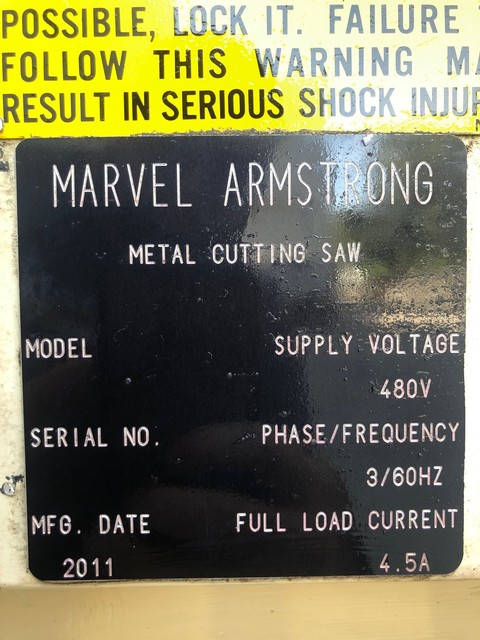 POSSIBLE, LOCK IT. FAILURE
FOLLOW THIS WARNING
RESULT IN SERIOUS SHOCK
MARVEL ARMSTRONG
METAL CUTTING SAW
MODEL SUPPLY VOLTAGE
480V
SERIAL NO. PHASE/FREQUENCY
3/60HZ
MFG. DATE FULL LOAD CURRENT
2011 4.5A